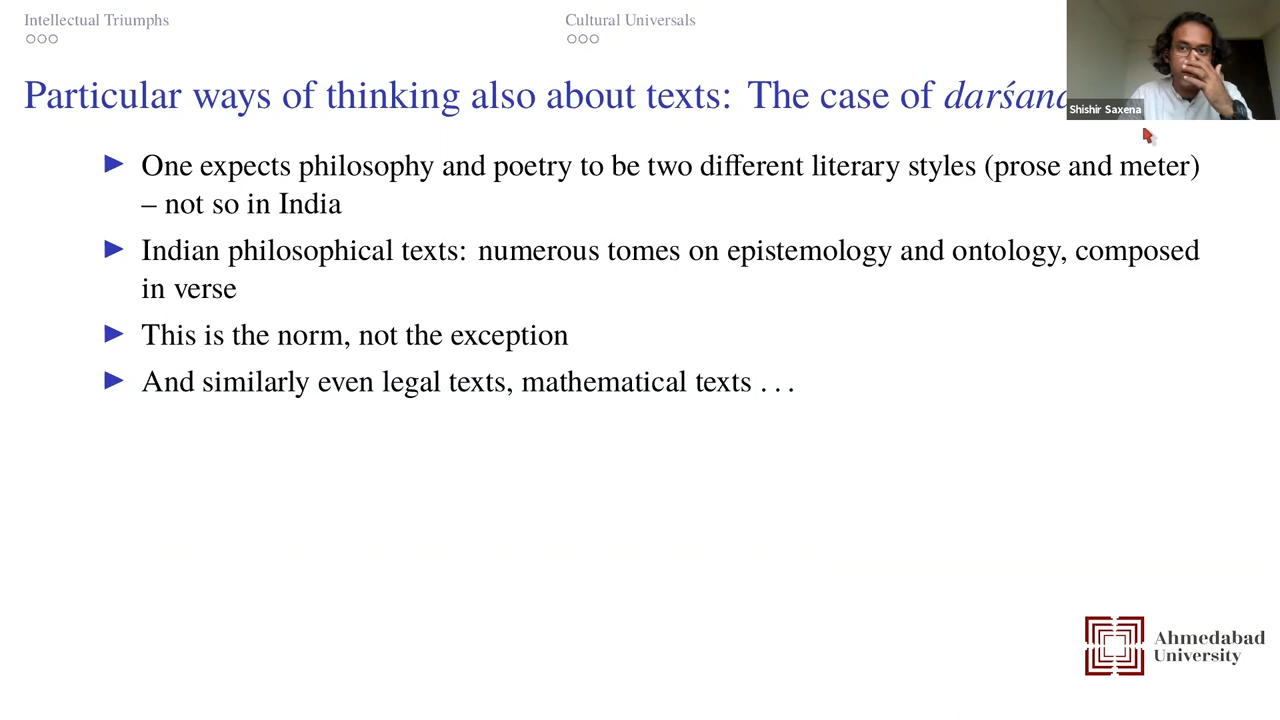 Intellectual Triumphs
Cultural Universals
Particular ways of thinking also about texts: The case of
Shishir Saxena
▶ One expects philosophy and poetry to be two different literary styles (prose and meter)
– not so in India
▶ Indian philosophical texts: numerous tomes on epistemology and ontology, composed
in verse
▶ This is the norm, not the exception
▶ And similarly even legal texts, mathematical texts . . .
Ahmedabad
University